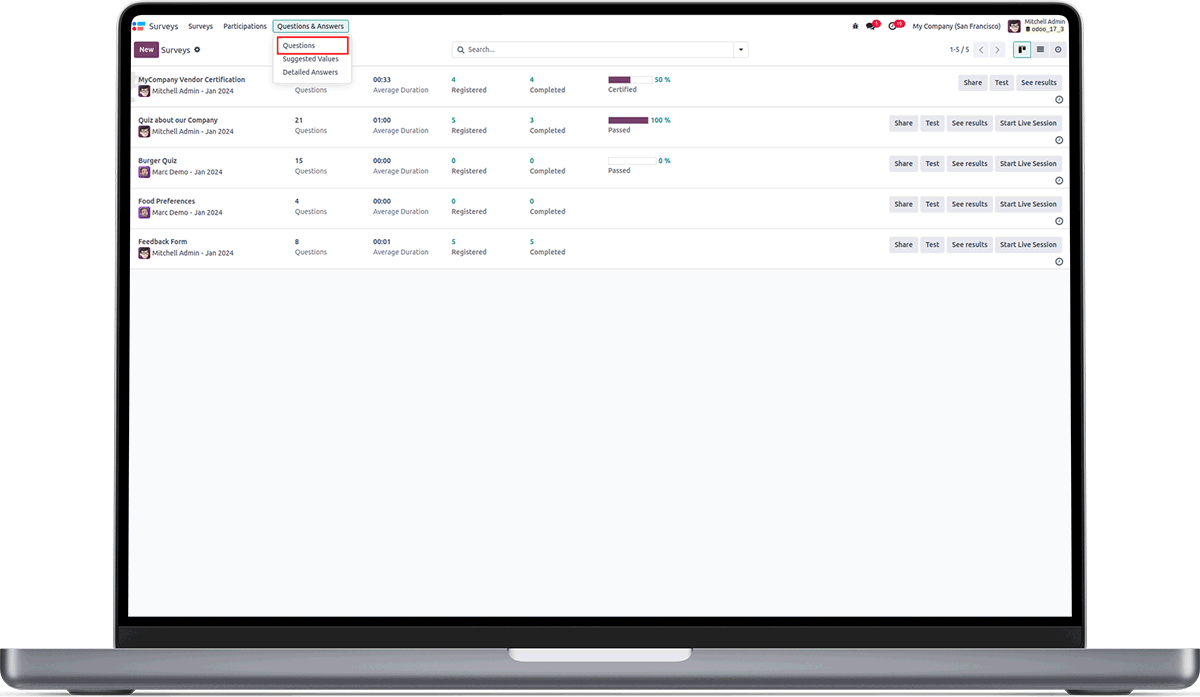 Surveys Surveys Participations Questions & Answers 1 19 My Company (San Francisco) Mitchell Admin
odoo_17_3
New Surveys Search... 1-5 / 5
Questions
Suggested Values
Detailed Answers
MyCompany Vendor Certification 00:33 4 4 50 % Share Test See results
Mitchell Admin - Jan 2024 Questions Average Duration Registered Completed Certified
Quiz about our Company 21 01:00 5 3 100 % Share Test See results Start Live Session
Mitchell Admin - Jan 2024 Questions Average Duration Registered Completed Passed
Burger Quiz 15 00:00 0 0 0 % Share Test See results Start Live Session
Marc Demo - Jan 2024 Questions Average Duration Registered Completed Passed
Food Preferences 4 00:00 0 0 Share Test See results Start Live Session
Marc Demo - Jan 2024 Questions Average Duration Registered Completed
Feedback Form 8 00:01 5 5 Share Test See results Start Live Session
Mitchell Admin - Jan 2024 Questions Average Duration Registered Completed